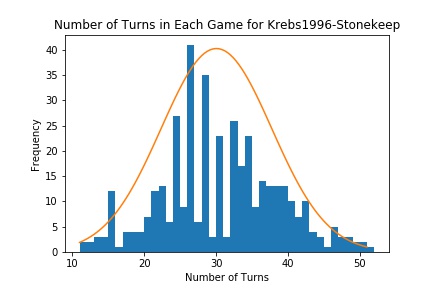 Number of Turns in Each Game for Krebs1996-Stonekeep
40
35
30
25
20
15
10
5
0
Frequency
10 20 30 40 50
Number of Turns